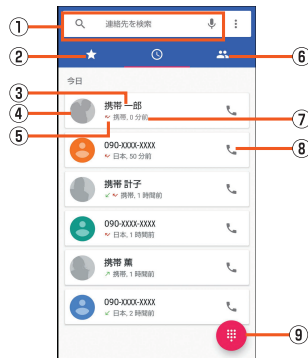 ① 連絡先を検索
② ⑥
今日
③
④ 携帯 一郎
⑤ 携帯, 0 分前 ⑦
090-XXXX-XXXX ⑧
日本, 50 分前
携帯 計子
携帯, 1 時間前
090-XXXX-XXXX
日本, 1 時間前
携帯 薫
携帯, 1 時間前
090-XXXX-XXXX
日本, 2 時間前
⑨